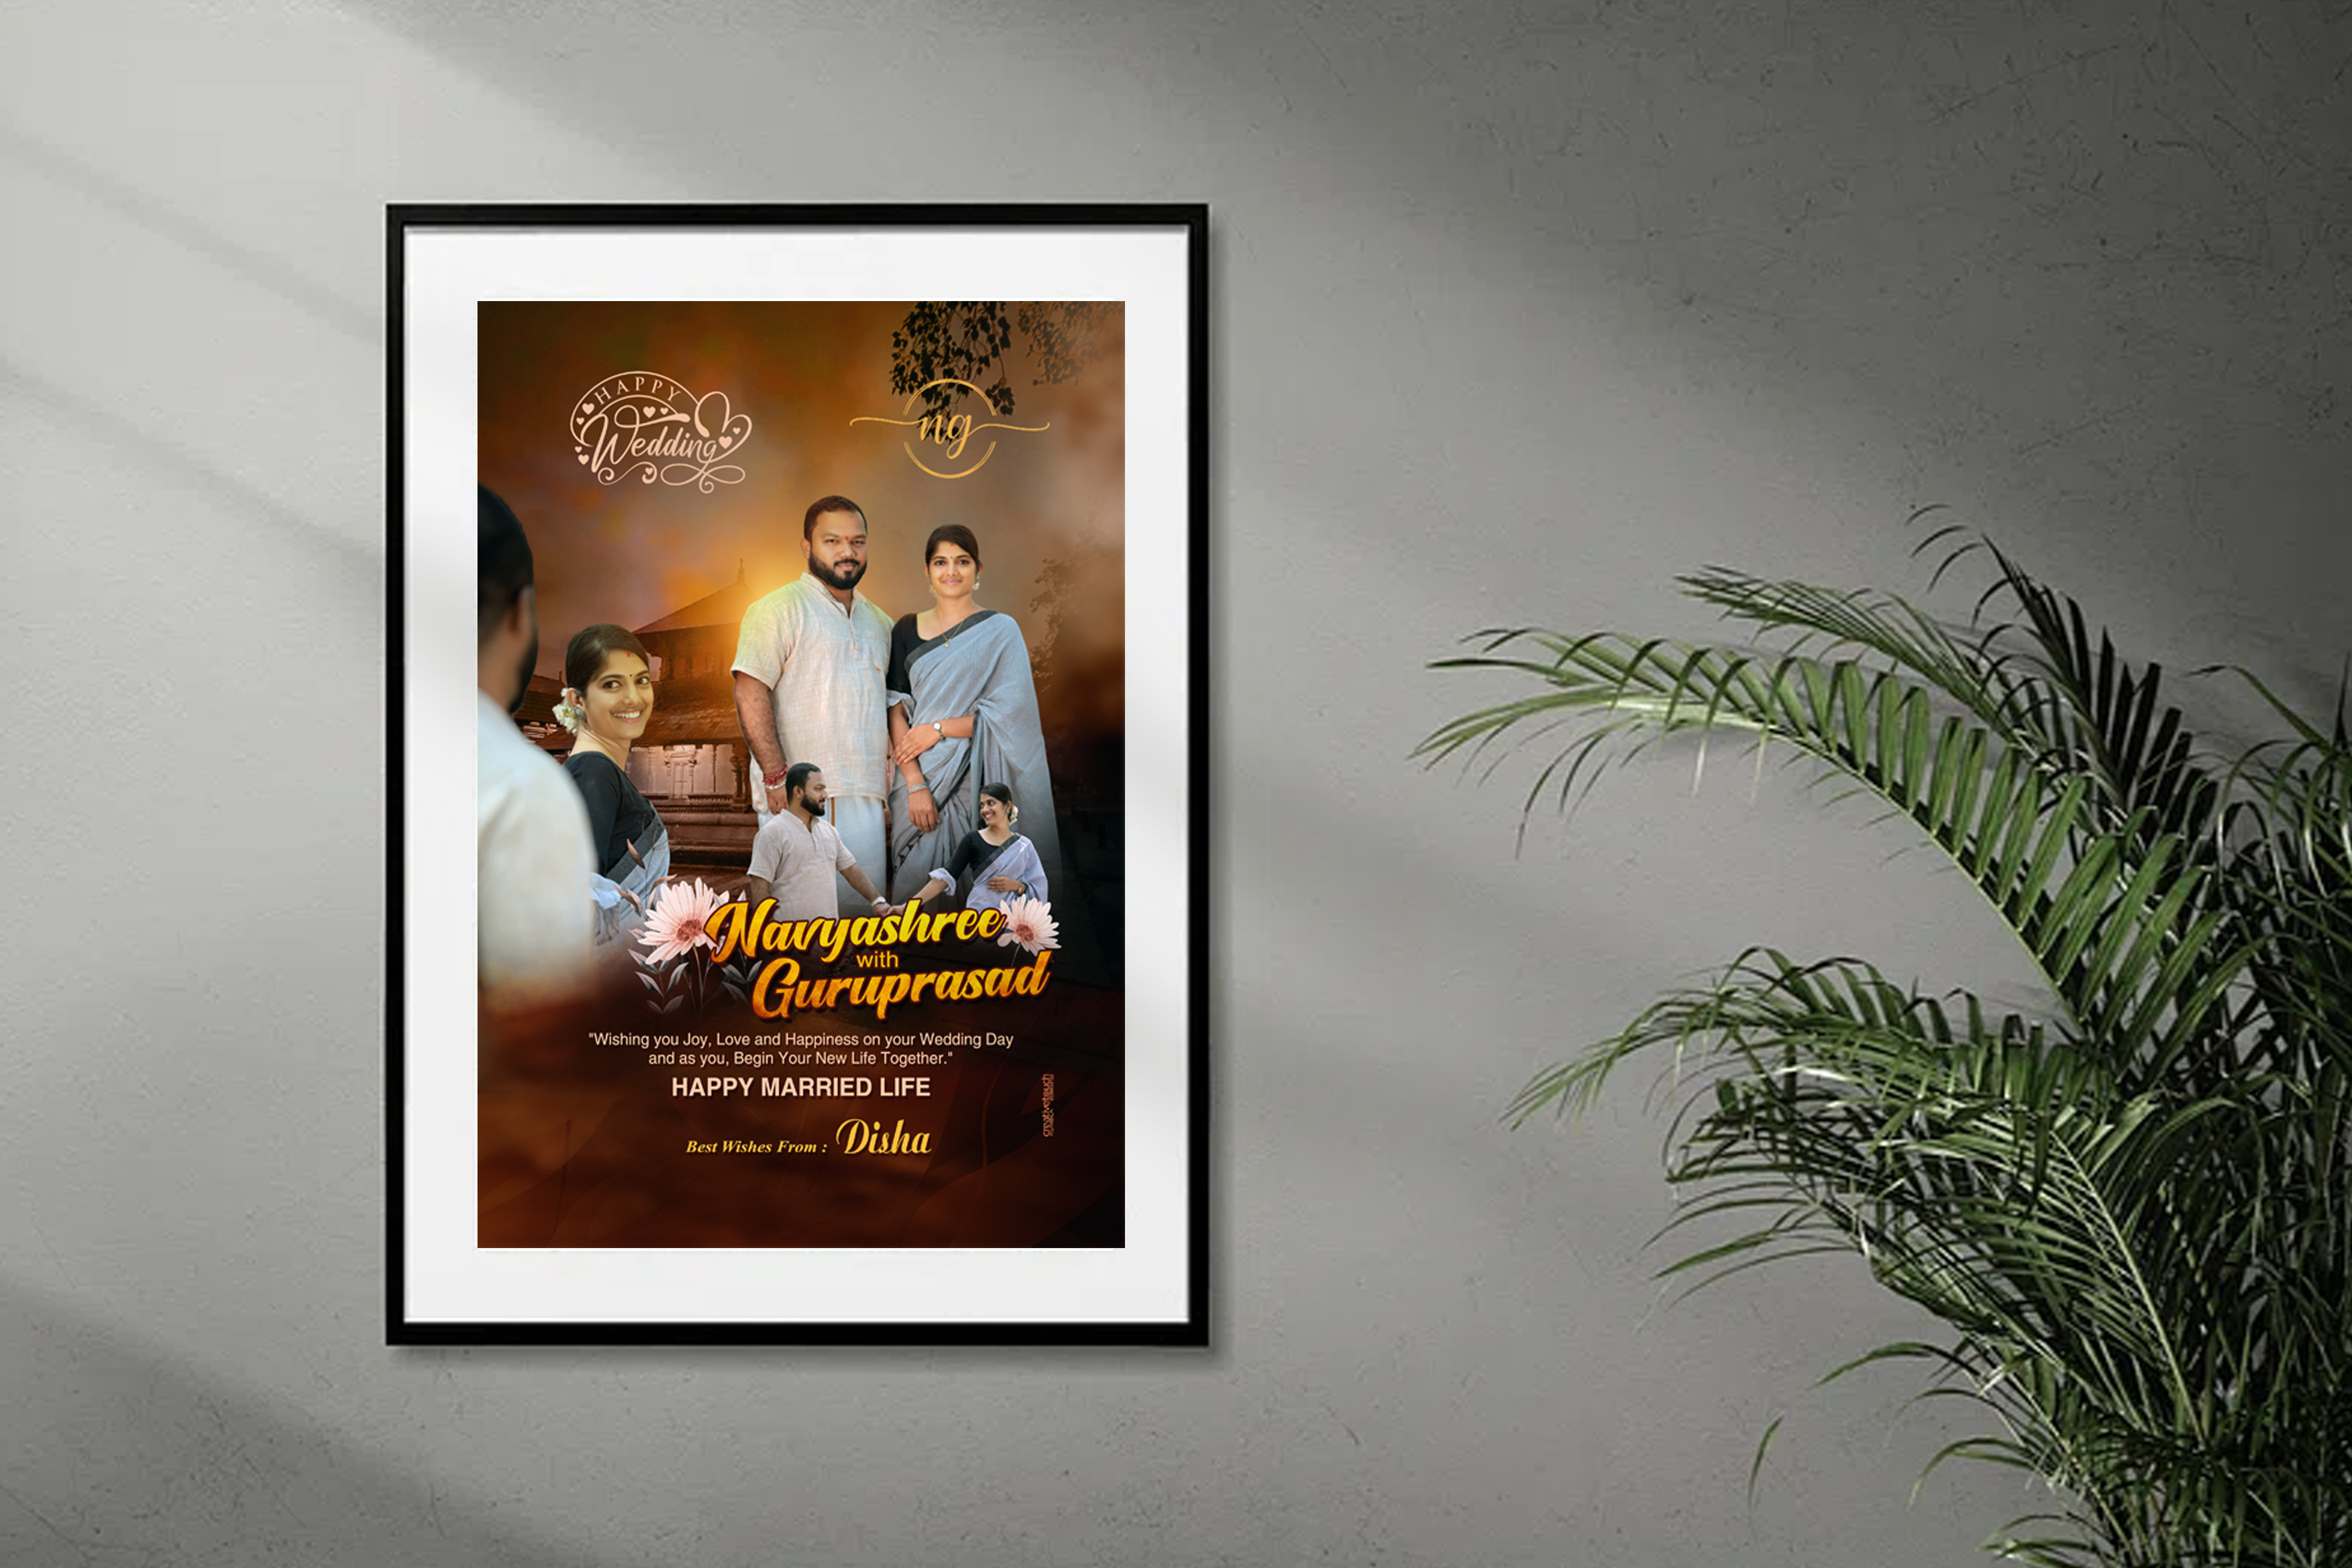 HAPPY
Wedding
ng
Navyashree
with
Guruprasad
"Wishing you Joy, Love and Happiness on your Wedding Day
and as you, Begin Your New Life Together."
HAPPY MARRIED LIFE
creativetouch
Best Wishes From : Disha